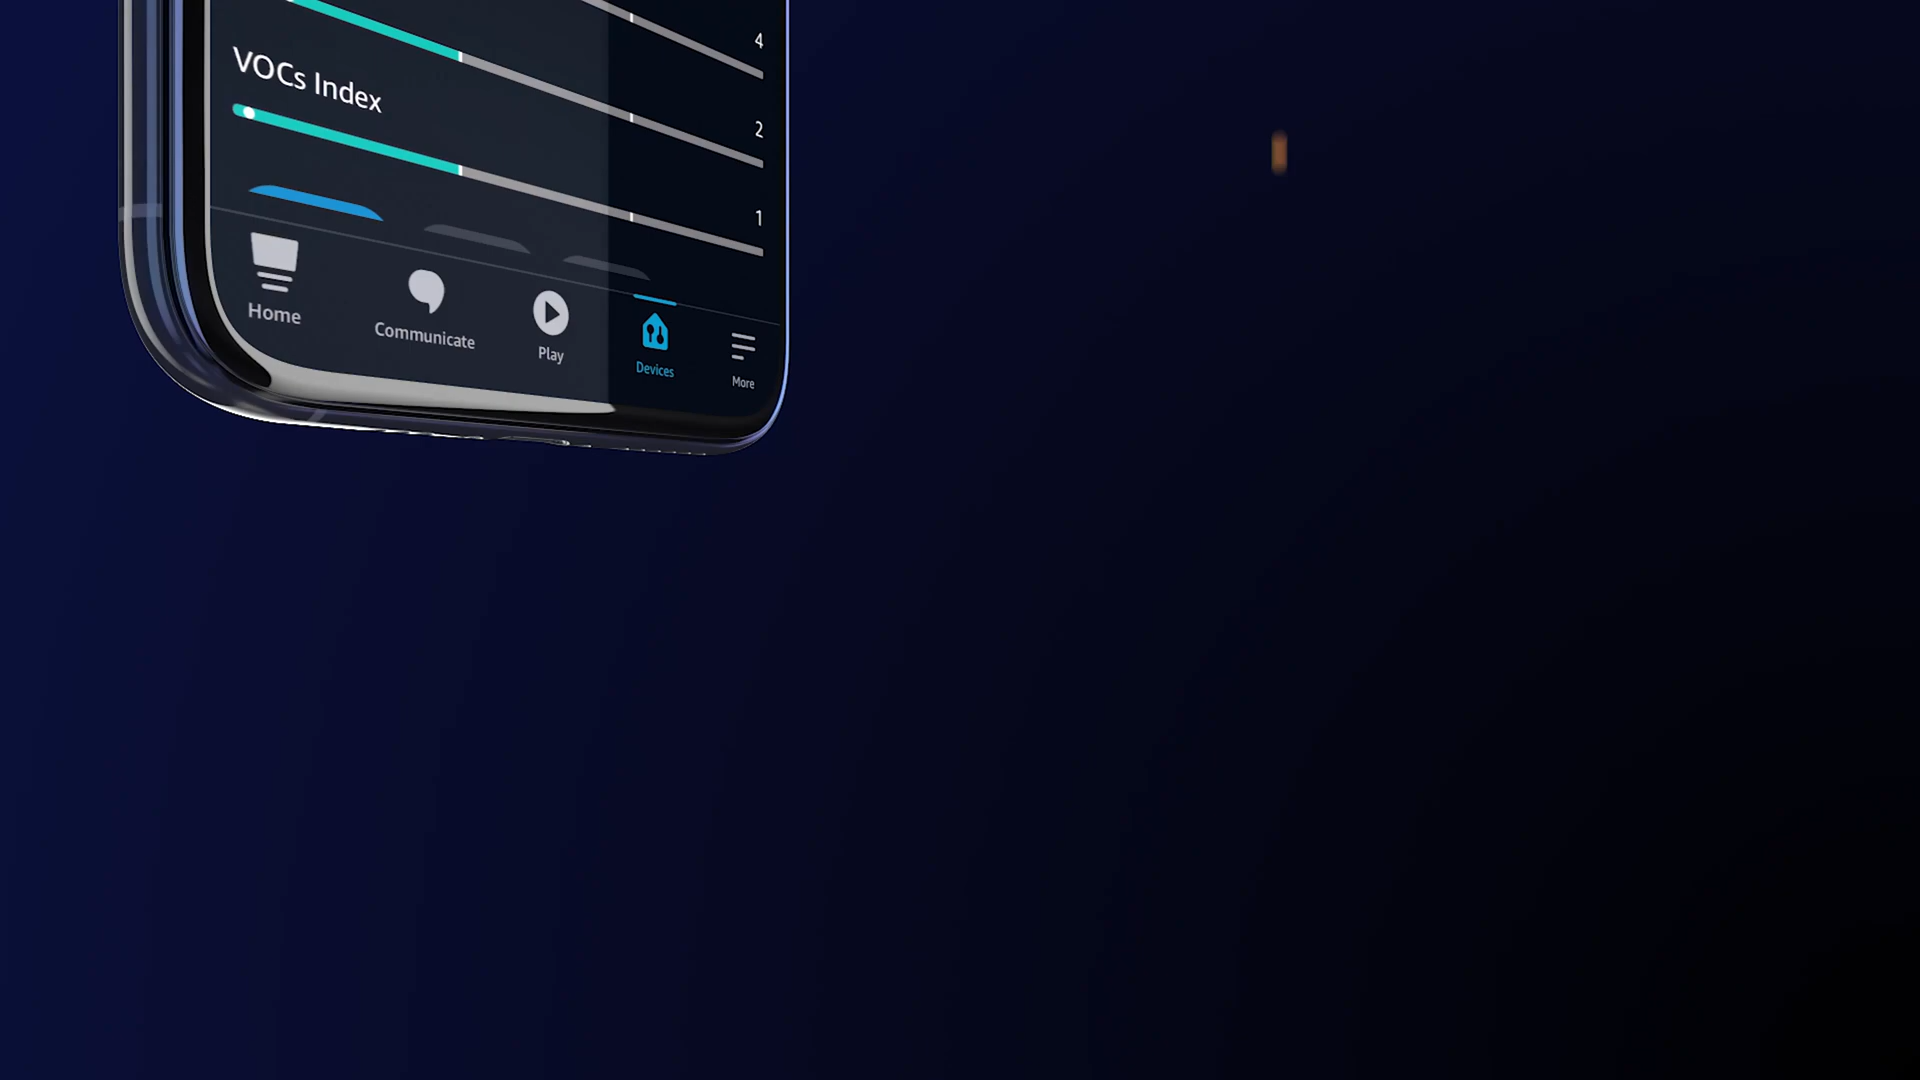 4
2
VOCs Index
1
Home
Communicate
Play
Devices
More